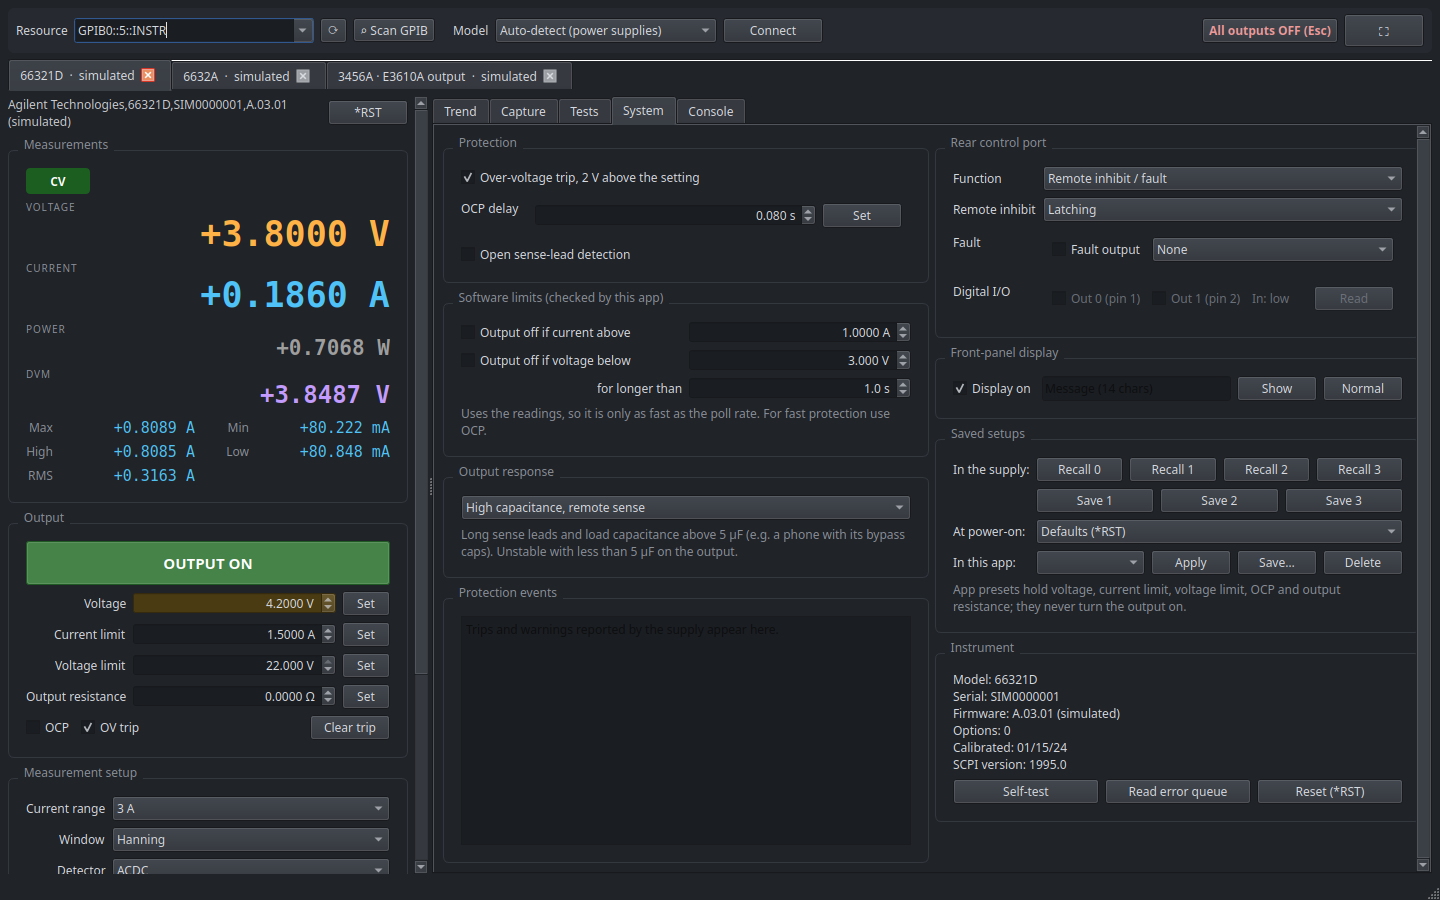 Resource GPIB0::5::INSTR ⟳ ⌕ Scan GPIB Model Auto-detect (power supplies) Connect All outputs OFF (Esc)
66321D · simulated 6632A · simulated 3456A · E3610A output · simulated
Agilent Technologies,66321D,SIM0000001,A.03.01
(simulated)
*RST
Measurements
CV
VOLTAGE
+3.8000 V
CURRENT
+0.1860 A
POWER
+0.7068 W
DVM
+3.8487 V
Max +0.8089 A Min +80.222 mA
High +0.8085 A Low +80.848 mA
RMS +0.3163 A
Output
OUTPUT ON
Voltage 4.2000 V Set
Current limit 1.5000 A Set
Voltage limit 22.000 V Set
Output resistance 0.0000 Ω Set
OCP OV trip Clear trip
Measurement setup
Current range 3 A
Window Hanning
Detector ACDC
Trend Capture Tests System Console
Protection
Over-voltage trip, 2 V above the setting
OCP delay 0.080 s Set
Open sense-lead detection
Software limits (checked by this app)
Output off if current above 1.0000 A
Output off if voltage below 3.000 V
for longer than 1.0 s
Uses the readings, so it is only as fast as the poll rate. For fast protection use
OCP.
Output response
High capacitance, remote sense
Long sense leads and load capacitance above 5 µF (e.g. a phone with its bypass
caps). Unstable with less than 5 µF on the output.
Protection events
Trips and warnings reported by the supply appear here.
Rear control port
Function Remote inhibit / fault
Remote inhibit Latching
Fault Fault output None
Digital I/O Out 0 (pin 1) Out 1 (pin 2) In: low Read
Front-panel display
Display on Message (14 chars) Show Normal
Saved setups
In the supply: Recall 0 Recall 1 Recall 2 Recall 3
Save 1 Save 2 Save 3
At power-on: Defaults (*RST)
In this app: Apply Save... Delete
App presets hold voltage, current limit, voltage limit, OCP and output
resistance; they never turn the output on.
Instrument
Model: 66321D
Serial: SIM0000001
Firmware: A.03.01 (simulated)
Options: 0
Calibrated: 01/15/24
SCPI version: 1995.0
Self-test Read error queue Reset (*RST)